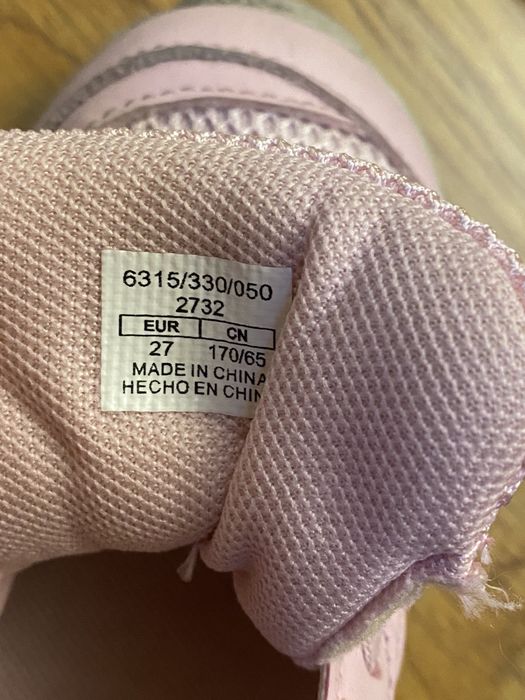 6315/330/050
2732
EUR CN
27 170/65
MADE IN CHINA
HECHO EN